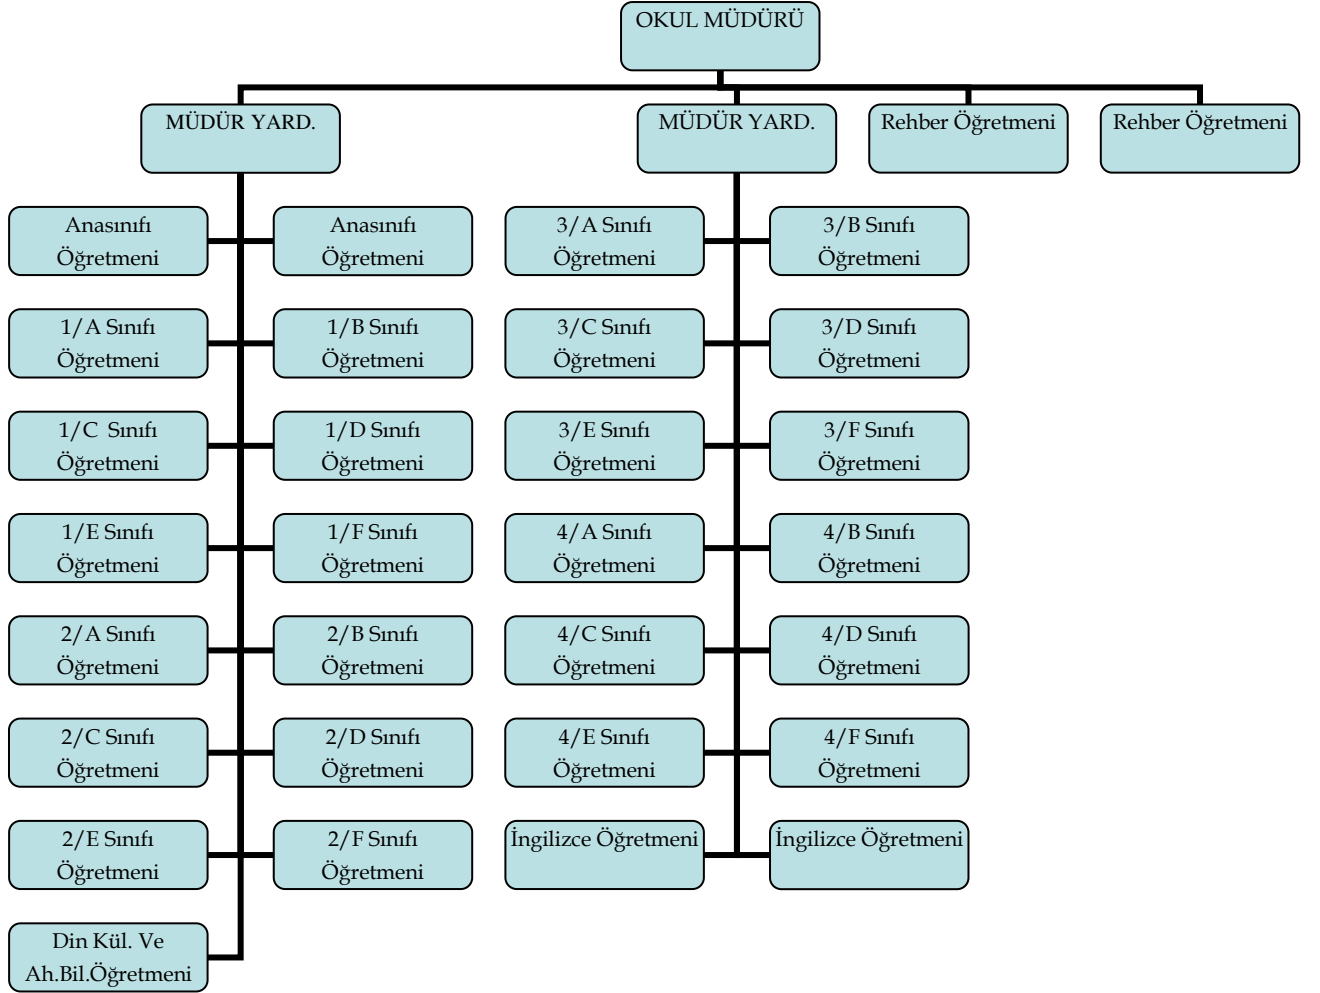 OKUL MÜDÜRÜ
MÜDÜR YARD.
MÜDÜR YARD.
Rehber Öğretmeni
Rehber Öğretmeni
Anasınıfı
Öğretmeni
Anasınıfı
Öğretmeni
3/A Sınıfı
Öğretmeni
3/B Sınıfı
Öğretmeni
1/A Sınıfı
Öğretmeni
1/B Sınıfı
Öğretmeni
3/C Sınıfı
Öğretmeni
3/D Sınıfı
Öğretmeni
1/C Sınıfı
Öğretmeni
1/D Sınıfı
Öğretmeni
3/E Sınıfı
Öğretmeni
3/F Sınıfı
Öğretmeni
1/E Sınıfı
Öğretmeni
1/F Sınıfı
Öğretmeni
4/A Sınıfı
Öğretmeni
4/B Sınıfı
Öğretmeni
2/A Sınıfı
Öğretmeni
2/B Sınıfı
Öğretmeni
4/C Sınıfı
Öğretmeni
4/D Sınıfı
Öğretmeni
2/C Sınıfı
Öğretmeni
2/D Sınıfı
Öğretmeni
4/E Sınıfı
Öğretmeni
4/F Sınıfı
Öğretmeni
2/E Sınıfı
Öğretmeni
2/F Sınıfı
Öğretmeni
İngilizce Öğretmeni
İngilizce Öğretmeni
Din Kül. Ve
Ah.Bil.Öğretmeni